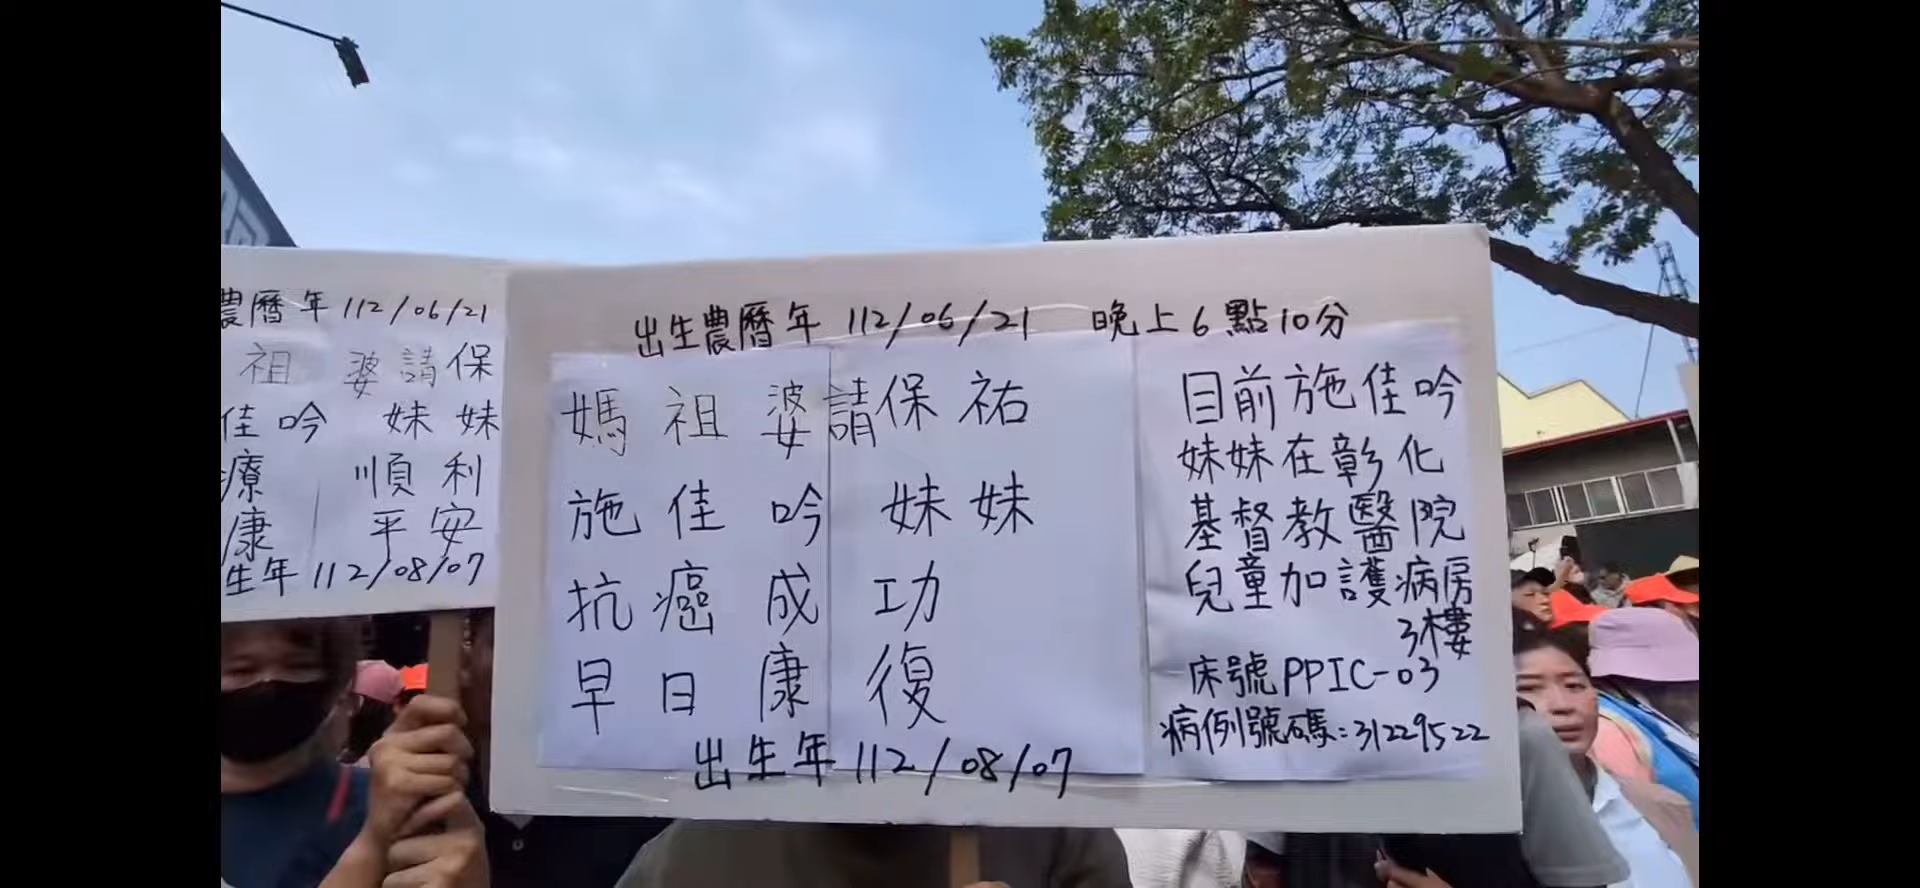 農曆年 112/06/21
祖婆請保
佳吟 妹妹
療 順利
康 平安
生年 112/08/07
出生農曆年 112/06/21 晚上6點10分
媽祖婆請保祐
施佳吟 妹妹
抗癌成功
早日康復
出生年 112/08/07
目前施佳吟
妹妹在彰化
基督教醫院
兒童加護病房
3樓
床號PPIC-03
病例號碼:31229522